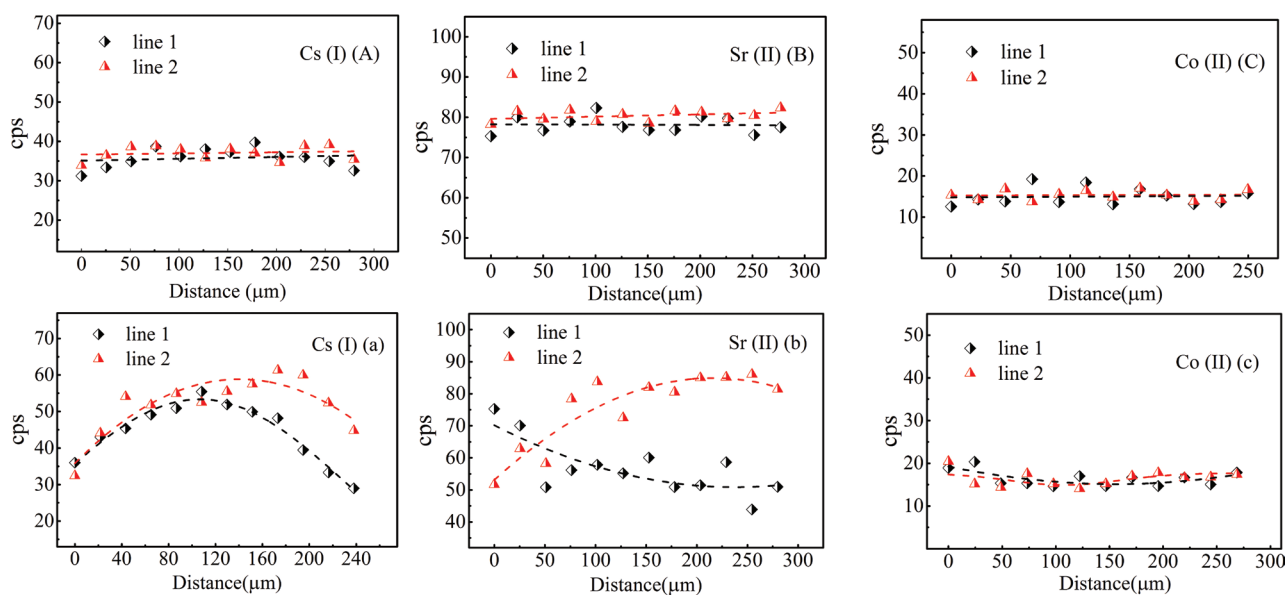 70
60
50
40
30
20
cps
line 1
line 2
Cs (I) (A)
0 50 100 150 200 250 300
Distance (μm)
100
90
80
70
60
50
cps
line 1
line 2
Sr (II) (B)
0 50 100 150 200 250 300
Distance(μm)
50
40
30
20
10
cps
line 1
line 2
Co (II) (C)
0 50 100 150 200 250
Distance(μm)
70
60
50
40
30
20
cps
line 1
line 2
Cs (I) (a)
0 40 80 120 160 200 240
Distance(μm)
100
90
80
70
60
50
40
cps
line 1
line 2
Sr (II) (b)
0 50 100 150 200 250 300
Distance(μm)
50
40
30
20
10
cps
line 1
line 2
Co (II) (c)
0 50 100 150 200 250 300
Distance(μm)